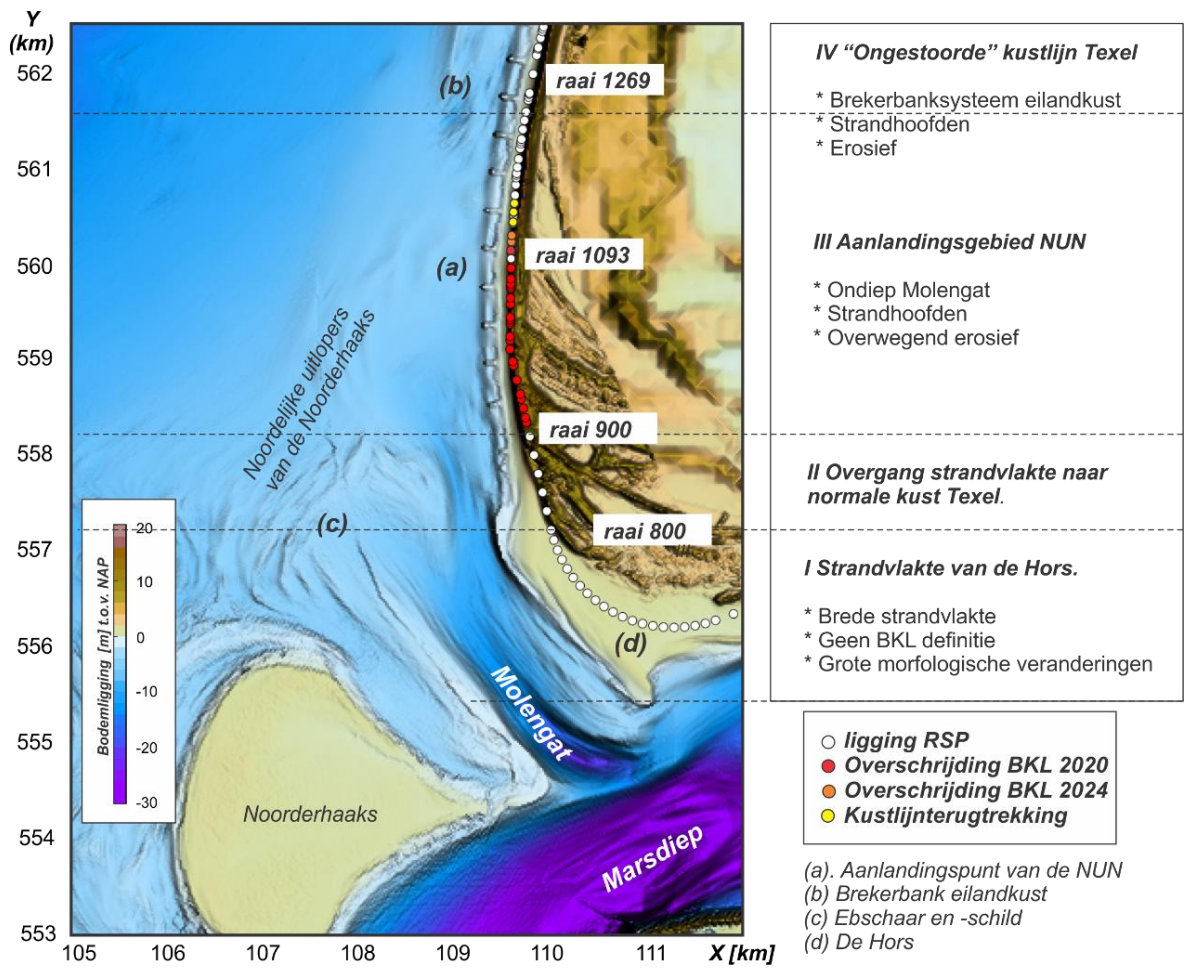 Y
(km)
562
561
560
559
558
557
556
555
554
553
105
106
107
108
109
110
111
X [km]
(b)
raai 1269
(a)
raai 1093
Noordelijke uitlopers
van de Noorderhaaks
raai 900
(c)
raai 800
(d)
Molengat
Noorderhaaks
Marsdiep
Bodemligging [m] t.o.v. NAP
20
10
0
-10
-20
-30
IV “Ongestoorde” kustlijn Texel
* Brekerbanksysteem eilandkust
* Strandhoofden
* Erosief
III Aanlandingsgebied NUN
* Ondiep Molengat
* Strandhoofden
* Overwegend erosief
II Overgang strandvlakte naar
normale kust Texel.
I Strandvlakte van de Hors.
* Brede strandvlakte
* Geen BKL definitie
* Grote morfologische veranderingen
ligging RSP
Overschrijding BKL 2020
Overschrijding BKL 2024
Kustlijnterugtrekking
(a). Aanlandingspunt van de NUN
(b) Brekerbank eilandkust
(c) Ebschaar en -schild
(d) De Hors